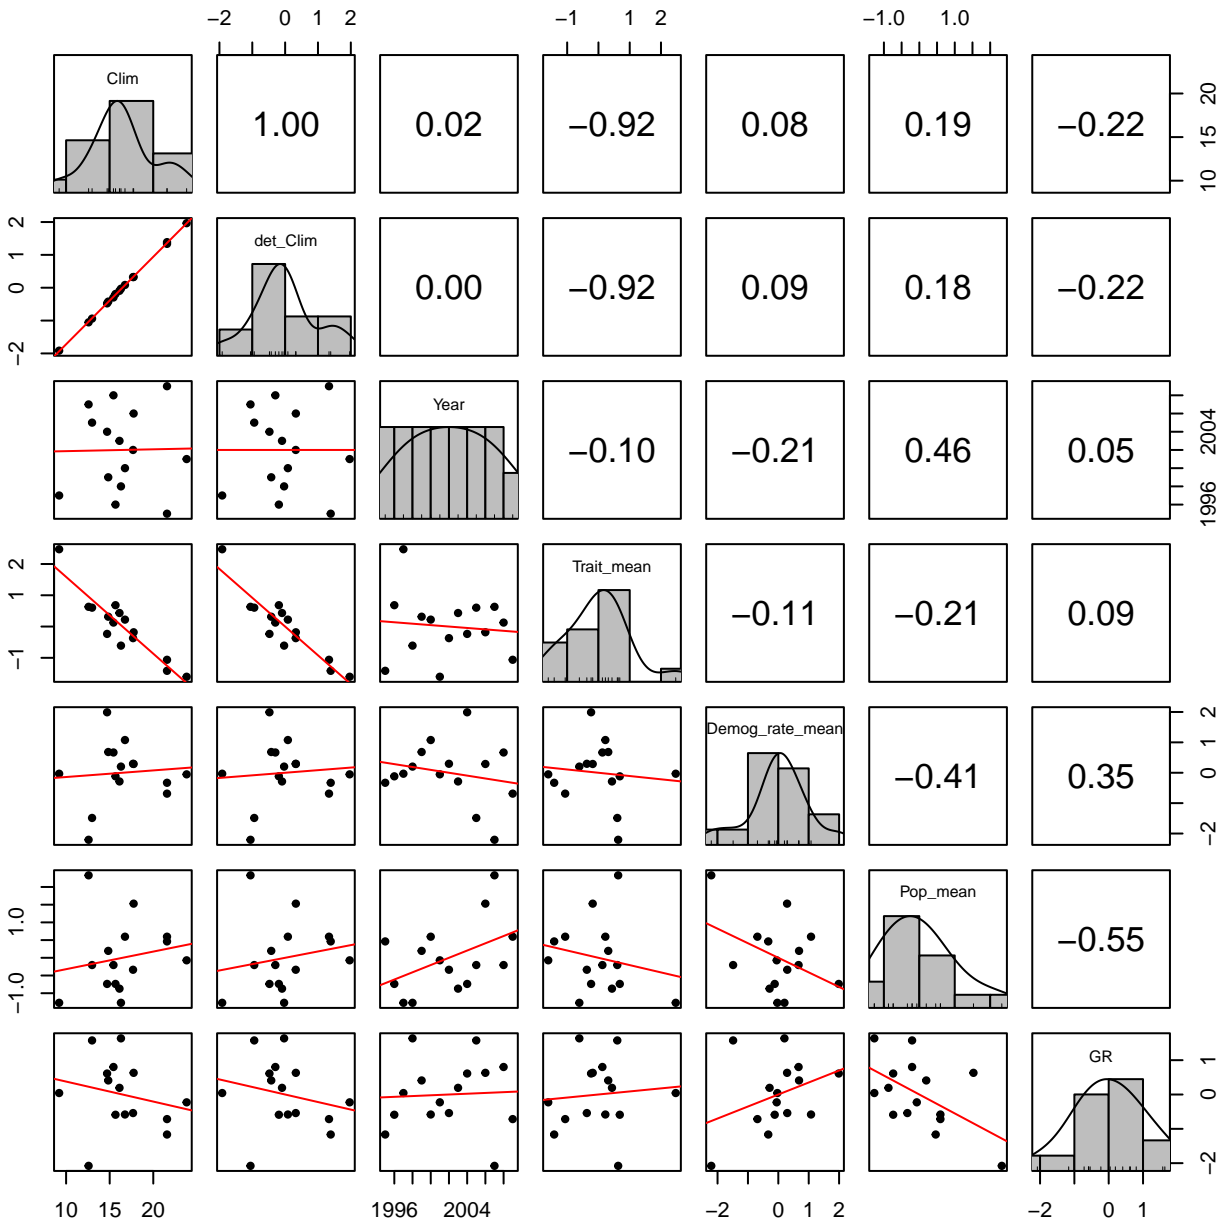 −2 0 1 2 −1 1 2 −1.0 1.0
Clim 1.00 0.02 −0.92 0.08 0.19 −0.22 10 15 20
−2 0 1 2 det_Clim 0.00 −0.92 0.09 0.18 −0.22
Year −0.10 −0.21 0.46 0.05 1996 2004
−1 1 2 Trait_mean −0.11 −0.21 0.09
Demog_rate_mean −0.41 0.35 −2 0 1 2
−1.0 1.0 Pop_mean −0.55
GR −2 0 1
10 15 20 1996 2004 −2 0 1 2 −2 0 1